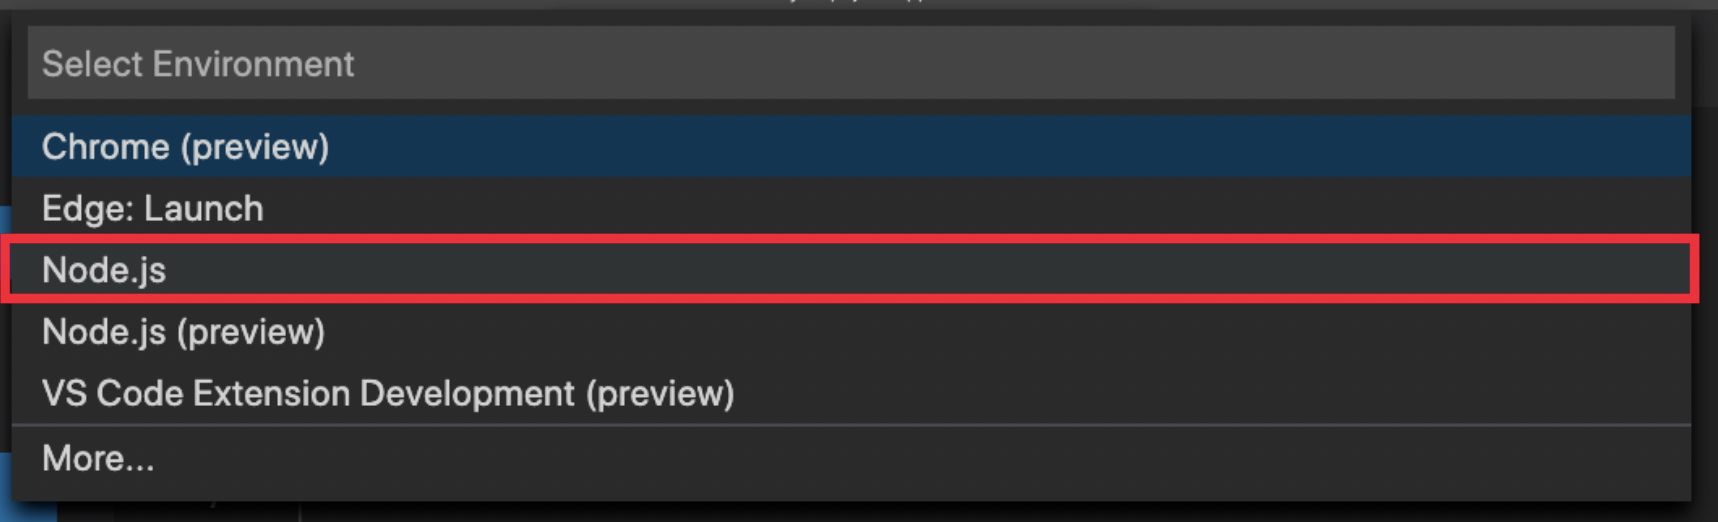 Select Environment
Chrome (preview)
Edge: Launch
Node.js
Node.js (preview)
VS Code Extension Development (preview)
More...